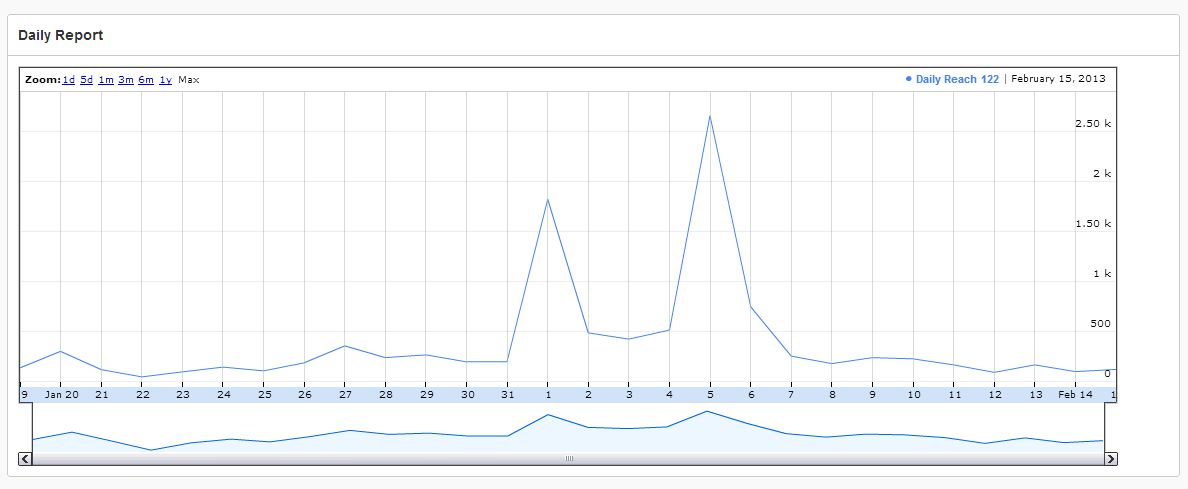 Daily Report
Zoom: 1d 5d 1m 3m 6m 1y Max
Daily Reach 122 | February 15, 2013
2.50 k
2 k
1.50 k
1 k
500
0
9 Jan 20 21 22 23 24 25 26 27 28 29 30 31 1 2 3 4 5 6 7 8 9 10 11 12 13 Feb 14 1